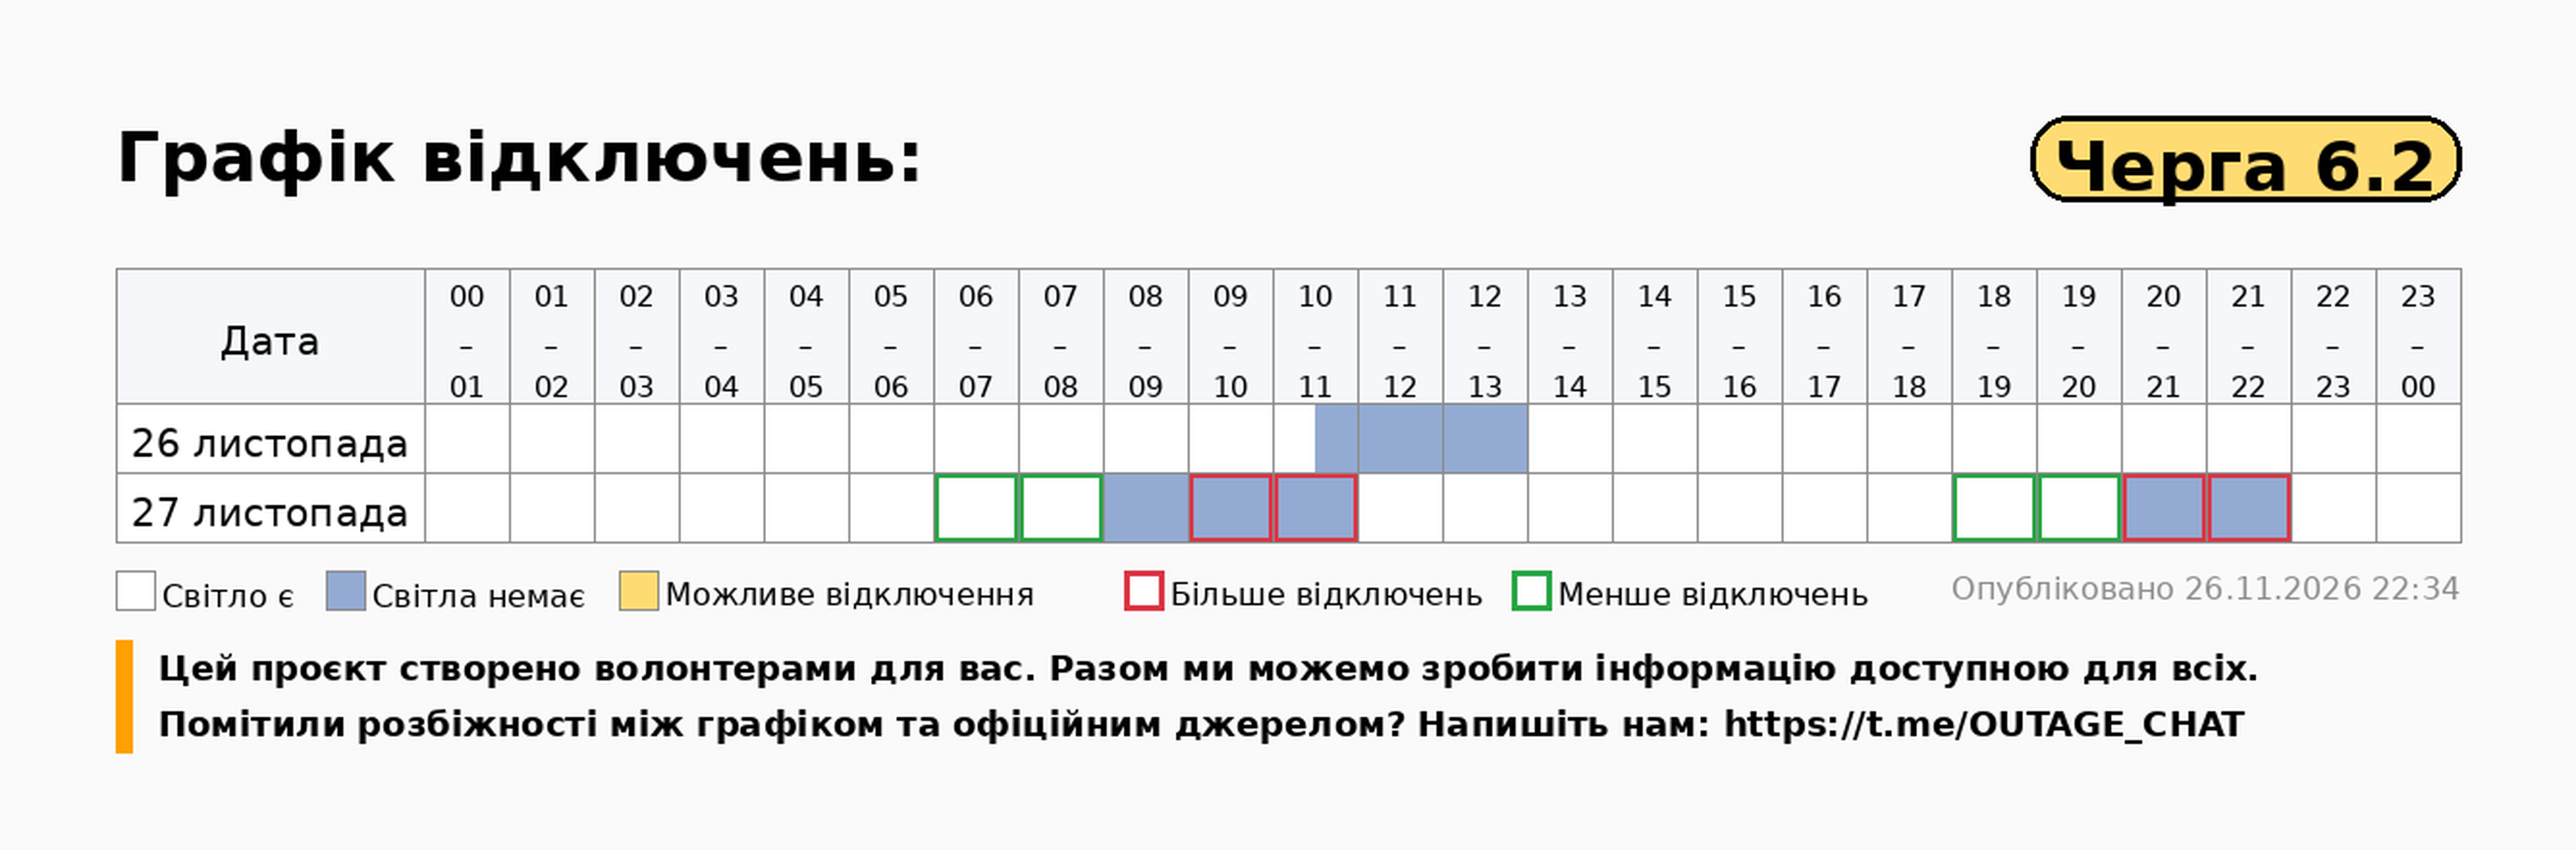 Графік відключень:
Черга 6.2
Дата 00 – 01 01 – 02 02 – 03 03 – 04 04 – 05 05 – 06 06 – 07 07 – 08 08 – 09 09 – 10 10 – 11 11 – 12 12 – 13 13 – 14 14 – 15 15 – 16 16 – 17 17 – 18 18 – 19 19 – 20 20 – 21 21 – 22 22 – 23 23 – 00
26 листопада
27 листопада
Світло є Світла немає Можливе відключення Більше відключень Менше відключень Опубліковано 26.11.2026 22:34
Цей проєкт створено волонтерами для вас. Разом ми можемо зробити інформацію доступною для всіх.
Помітили розбіжності між графіком та офіційним джерелом? Напишіть нам: https://t.me/OUTAGE_CHAT